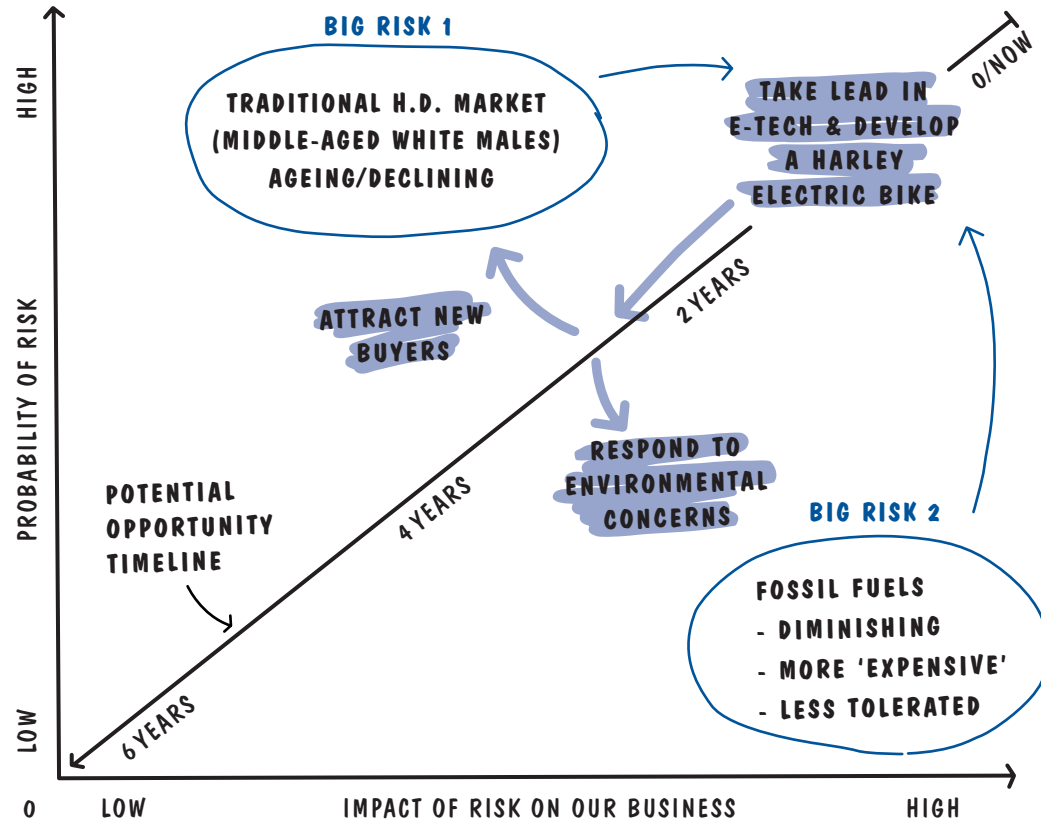 BIG RISK 1
TRADITIONAL H.D. MARKET
(MIDDLE-AGED WHITE MALES)
AGEING/DECLINING
0/NOW
TAKE LEAD IN
E-TECH & DEVELOP
A HARLEY
ELECTRIC BIKE
HIGH
PROBABILITY OF RISK
LOW
2 YEARS
ATTRACT NEW
BUYERS
RESPOND TO
ENVIRONMENTAL
CONCERNS
4 YEARS
POTENTIAL
OPPORTUNITY
TIMELINE
6 YEARS
BIG RISK 2
FOSSIL FUELS
- DIMINISHING
- MORE 'EXPENSIVE'
- LESS TOLERATED
0
LOW
IMPACT OF RISK ON OUR BUSINESS
HIGH